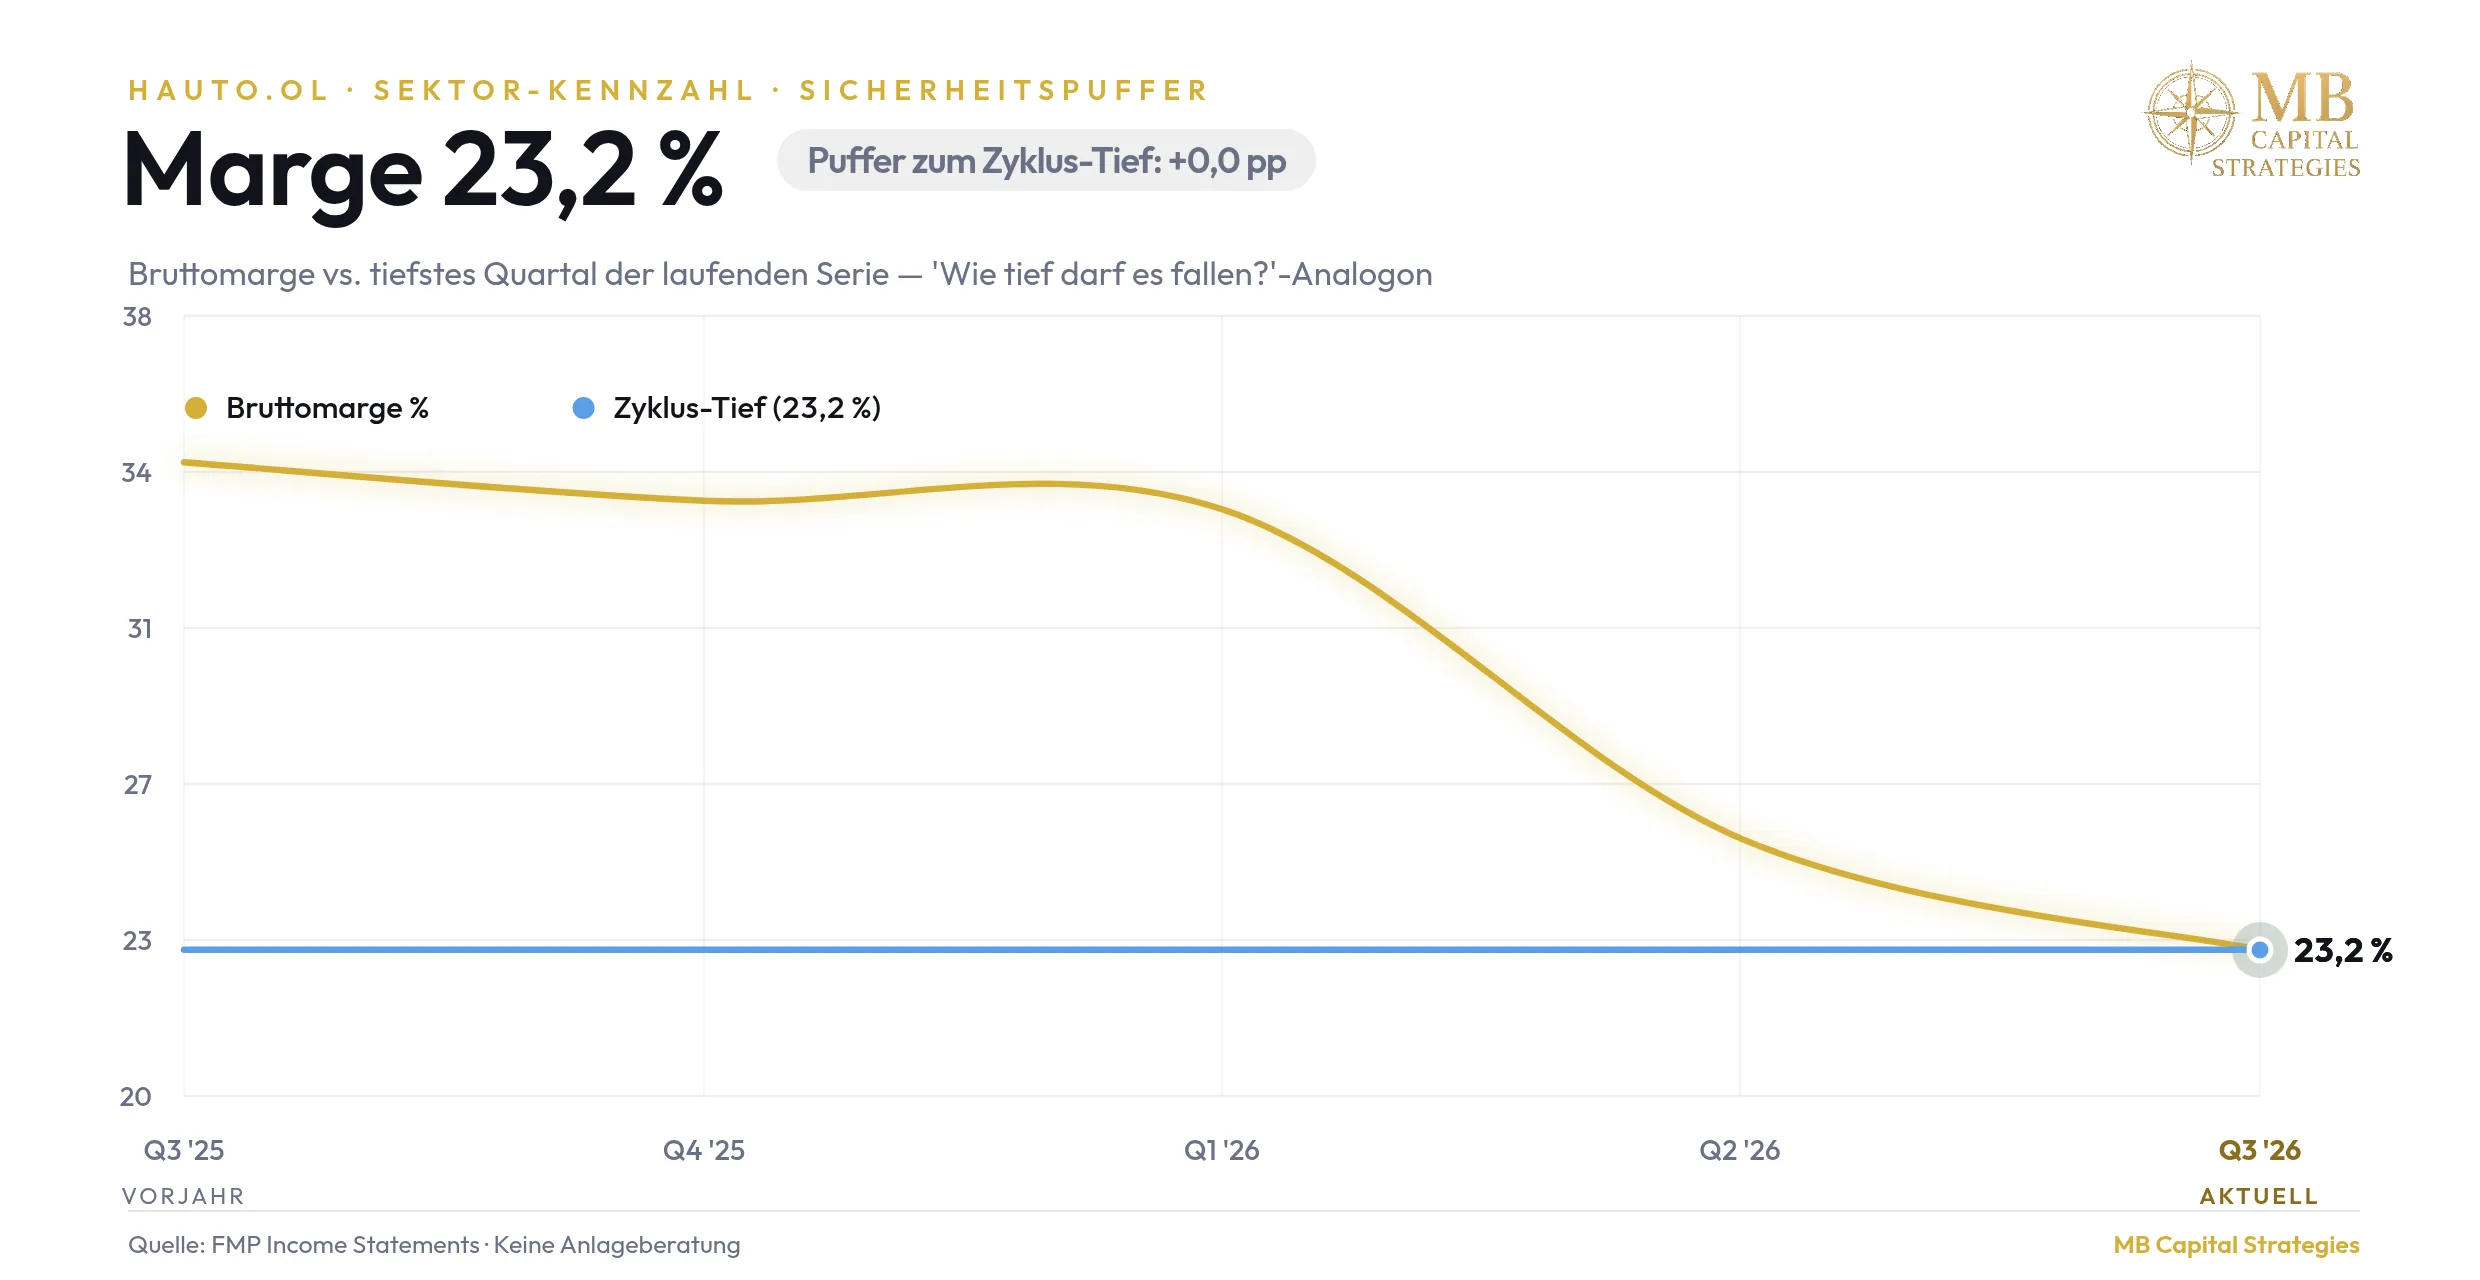 HAUTO.OL · SEKTOR-KENNZAHL · SICHERHEITSPUFFER
MB
CAPITAL
STRATEGIES
Marge 23,2 %
Puffer zum Zyklus-Tief: +0,0 pp
Bruttomarge vs. tiefstes Quartal der laufenden Serie — 'Wie tief darf es fallen?'-Analogon
38
Bruttomarge %
Zyklus-Tief (23,2 %)
34
31
27
23
23,2 %
20
Q3 '25
Q4 '25
Q1 '26
Q2 '26
Q3 '26
VORJAHR
AKTUELL
Quelle: FMP Income Statements · Keine Anlageberatung
MB Capital Strategies